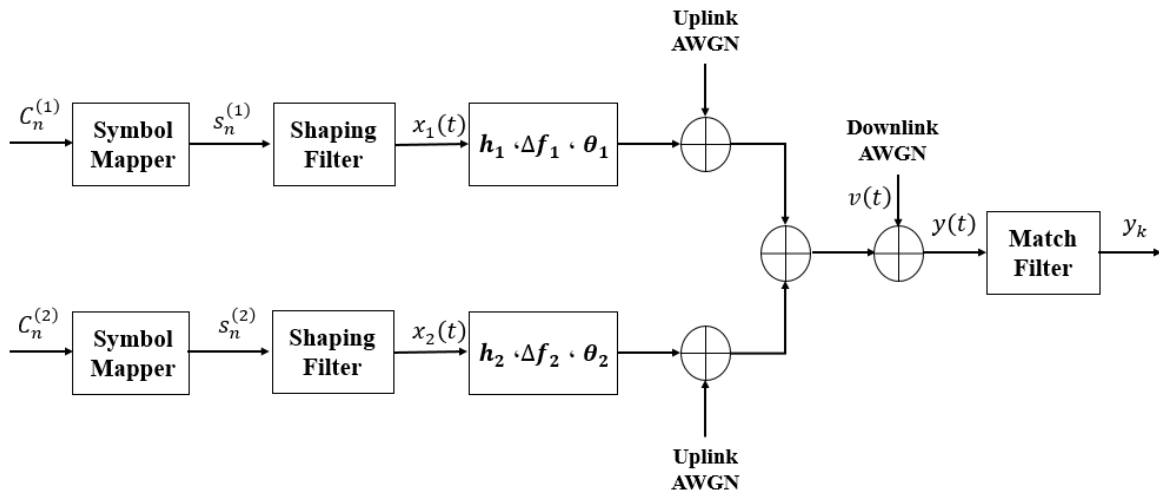 Uplink
AWGN
C_n^{(1)}
Symbol
Mapper
s_n^{(1)}
Shaping
Filter
x_1(t)
h_1 、Δf_1 、θ_1
Downlink
AWGN
v(t)
y(t)
Match
Filter
y_k
C_n^{(2)}
Symbol
Mapper
s_n^{(2)}
Shaping
Filter
x_2(t)
h_2 、Δf_2 、θ_2
Uplink
AWGN